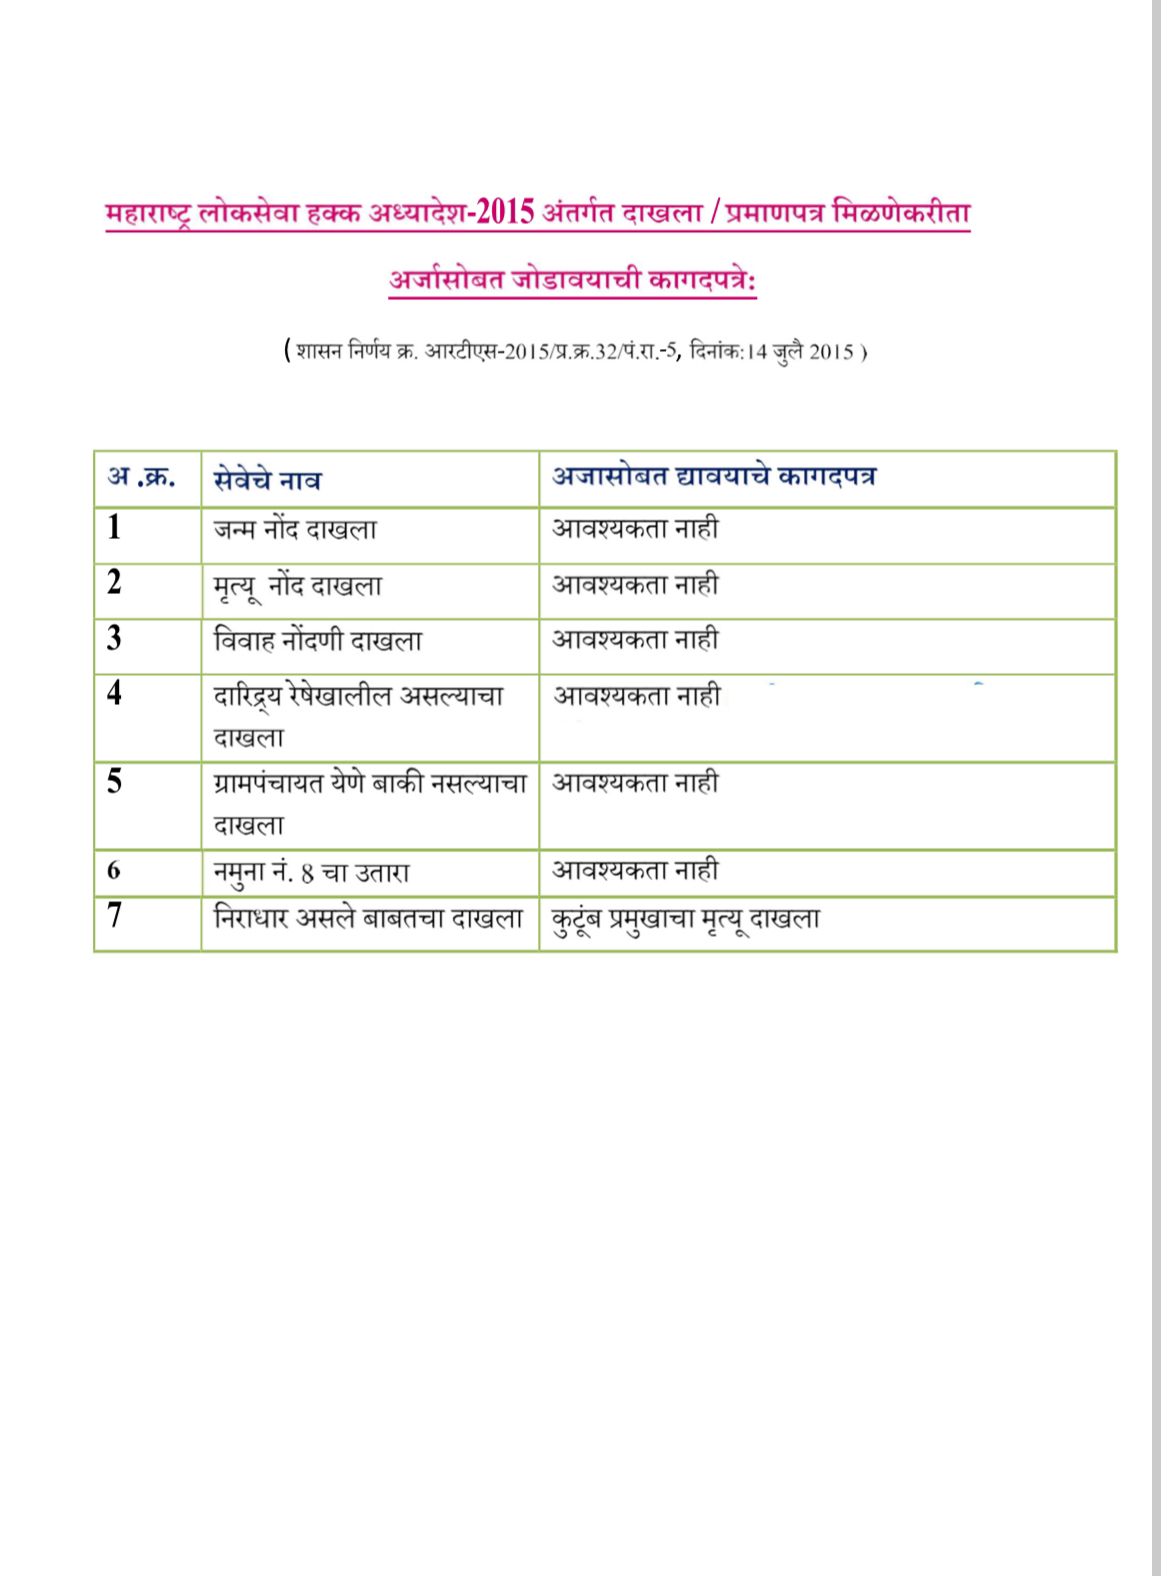 महाराष्ट्र लोकसेवा हक्क अध्यादेश-2015 अंतर्गत दाखला / प्रमाणपत्र मिळणेकरीता
अर्जासोबत जोडावयाची कागदपत्रे:
( शासन निर्णय क्र. आरटीएस-2015/प्र.क्र.32/पं.रा.-5, दिनांक:14 जुलै 2015 )
अ .क्र. सेवेचे नाव अजासोबत द्यावयाचे कागदपत्र
1 जन्म नोंद दाखला आवश्यकता नाही
2 मृत्यू नोंद दाखला आवश्यकता नाही
3 विवाह नोंदणी दाखला आवश्यकता नाही
4 दारिद्र्य रेषेखालील असल्याचा आवश्यकता नाही
दाखला
5 ग्रामपंचायत येणे बाकी नसल्याचा आवश्यकता नाही
दाखला
6 नमुना नं. 8 चा उतारा आवश्यकता नाही
7 निराधार असले बाबतचा दाखला कुटूंब प्रमुखाचा मृत्यू दाखला